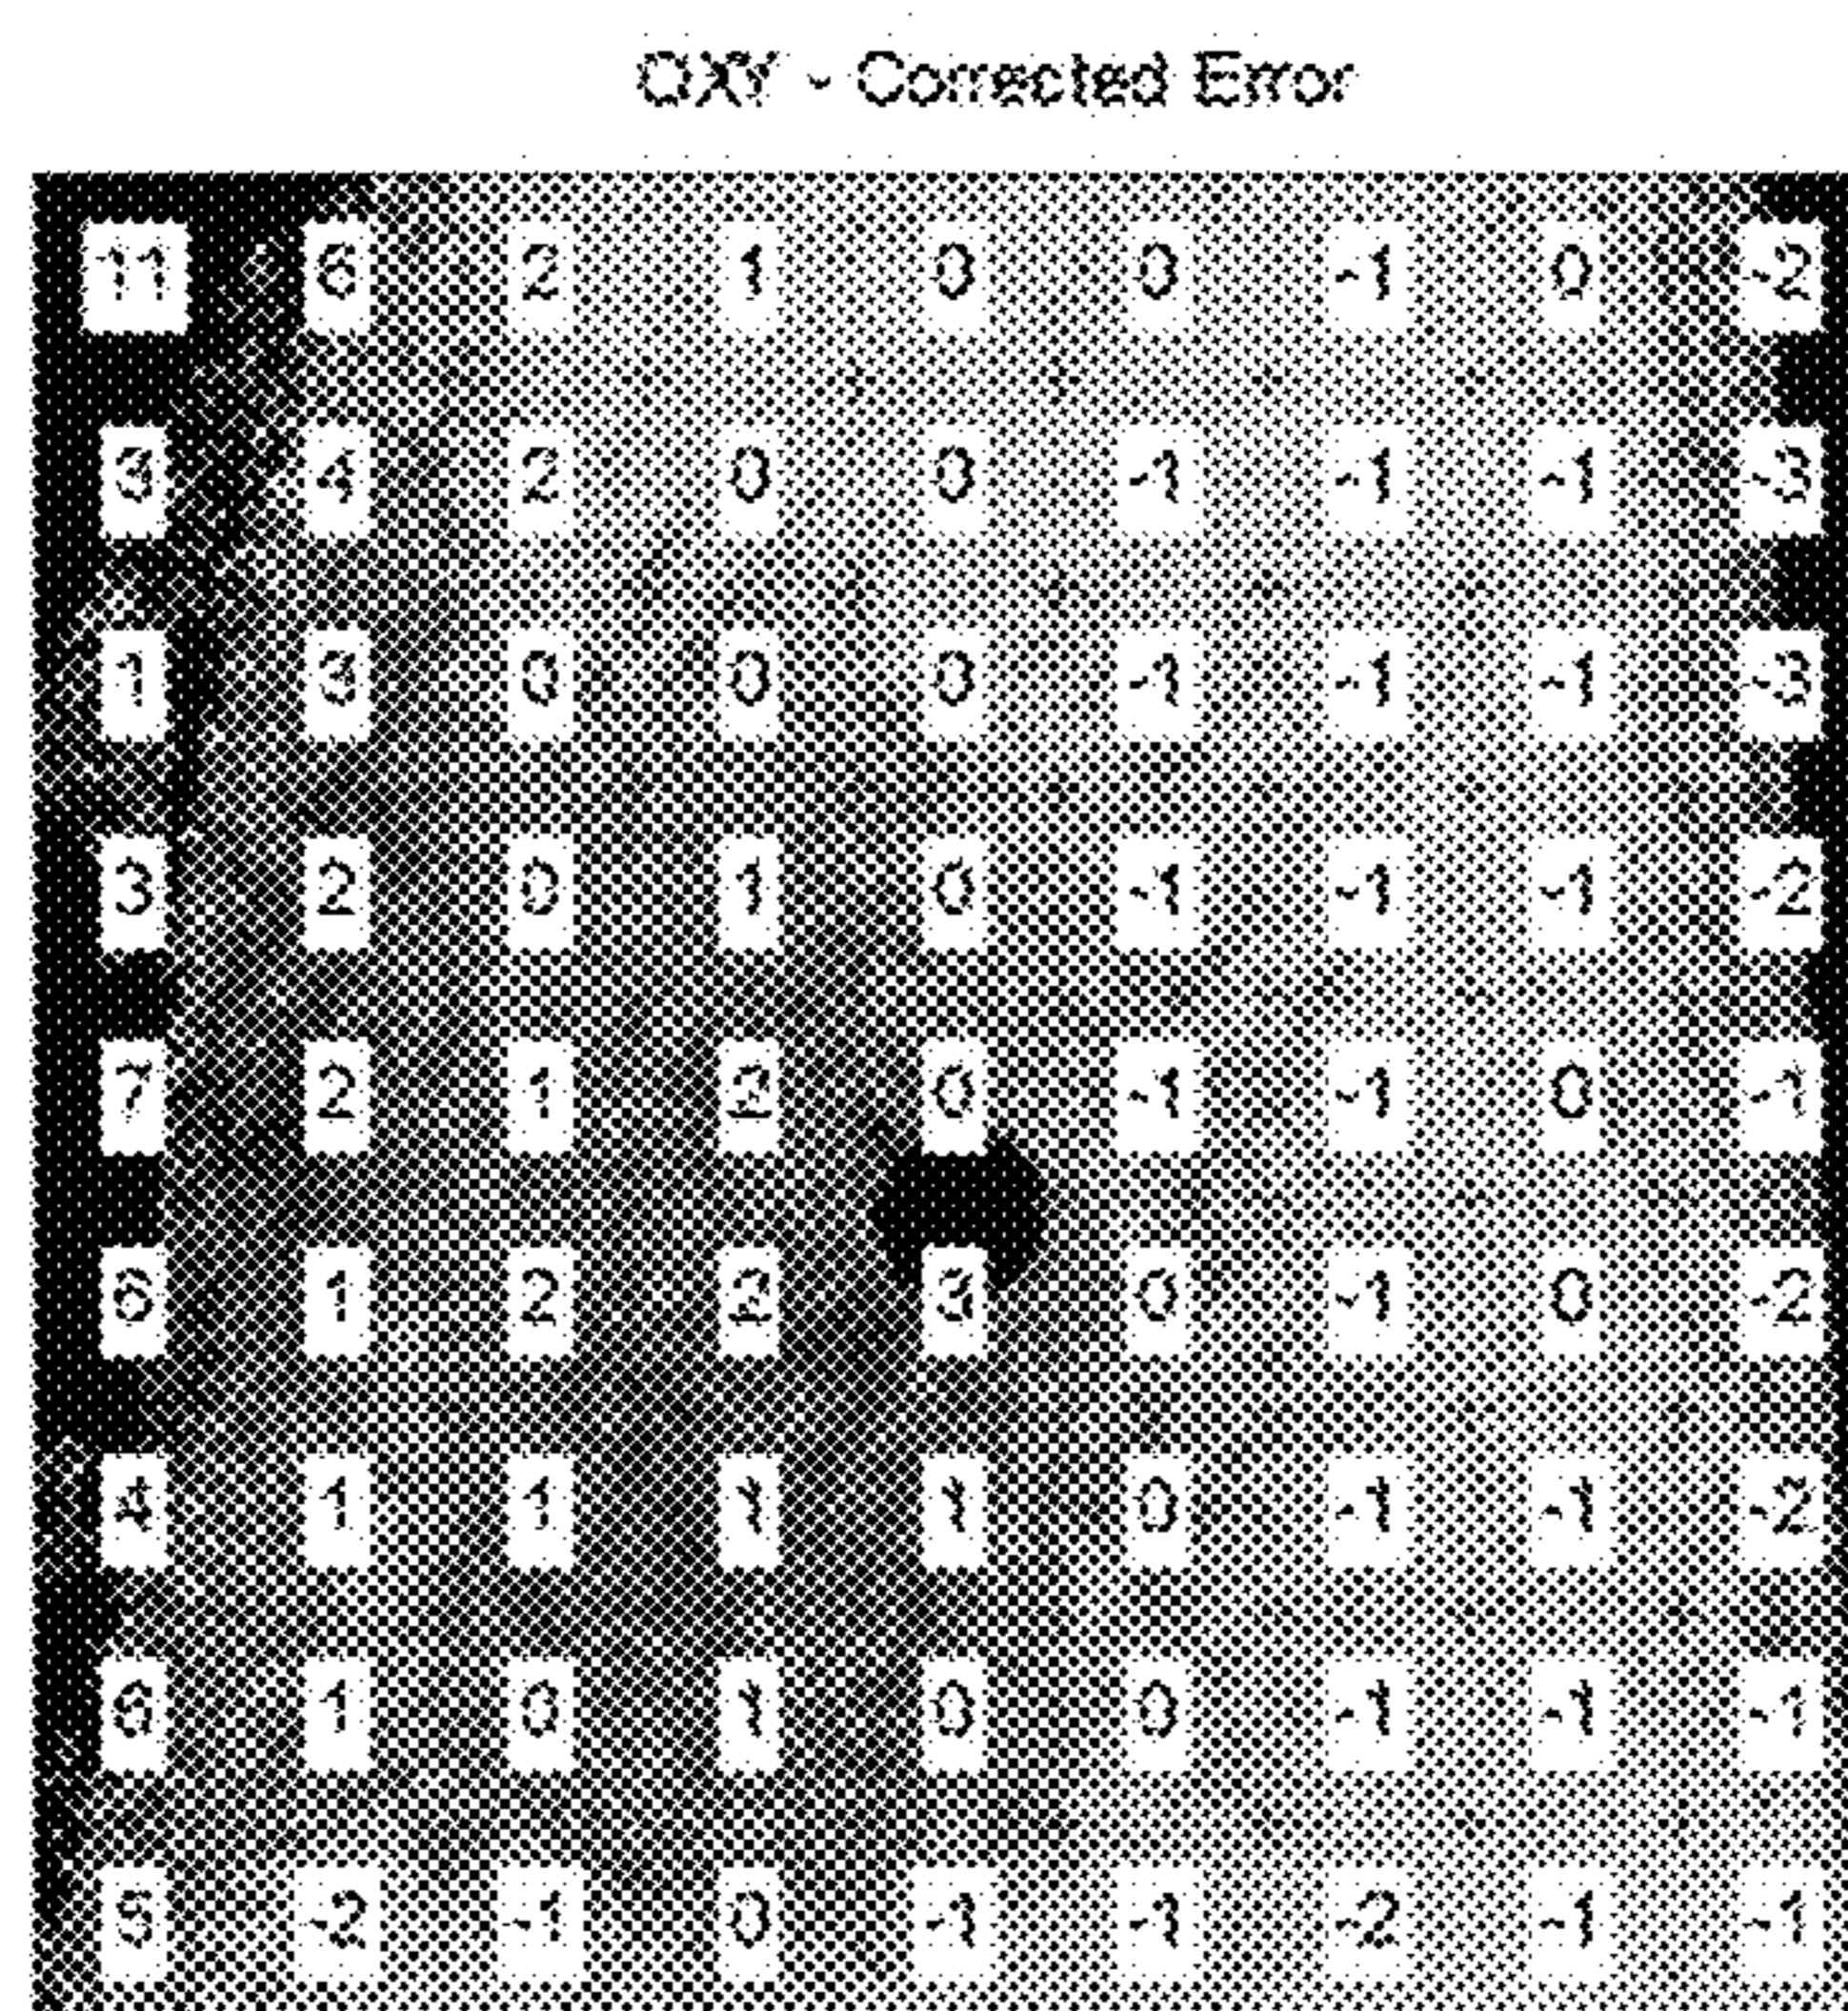 OXY - Corrected Error
11 6 2 1 0 0 -1 0 -2
3 4 2 0 0 -1 -1 -1 -3
1 3 0 0 0 -1 -1 -1 -3
3 2 0 1 0 -1 -1 -1 -2
7 2 1 2 0 -1 -1 0 -1
6 1 2 2 3 0 -1 0 -2
4 1 1 1 1 0 -1 -1 -2
6 1 0 1 0 0 -1 -1 -1
5 -2 -1 0 -1 -1 -2 -1 -1